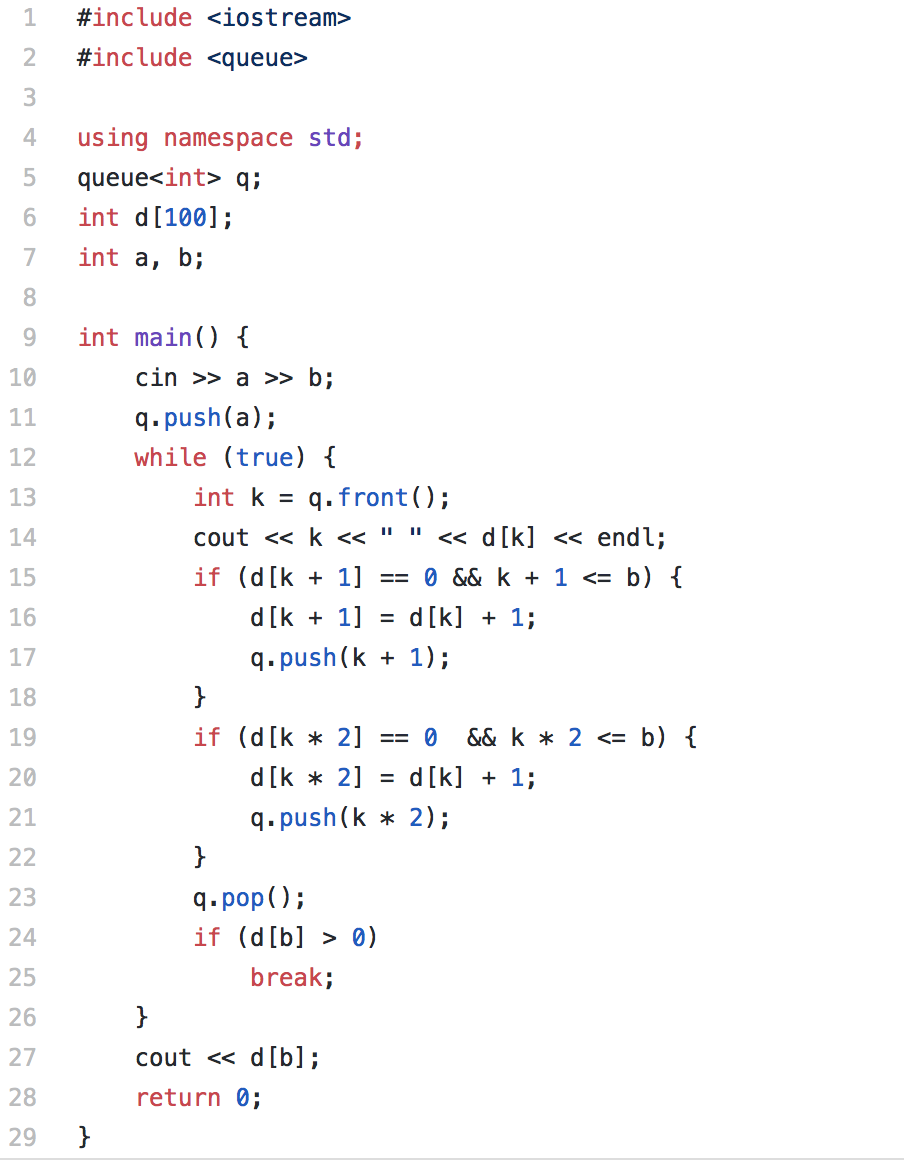 1 #include <iostream>
2 #include <queue>
3
4 using namespace std;
5 queue<int> q;
6 int d[100];
7 int a, b;
8
9 int main() {
10     cin >> a >> b;
11     q.push(a);
12     while (true) {
13         int k = q.front();
14         cout << k << " " << d[k] << endl;
15         if (d[k + 1] == 0 && k + 1 <= b) {
16             d[k + 1] = d[k] + 1;
17             q.push(k + 1);
18         }
19         if (d[k * 2] == 0  && k * 2 <= b) {
20             d[k * 2] = d[k] + 1;
21             q.push(k * 2);
22         }
23         q.pop();
24         if (d[b] > 0)
25             break;
26     }
27     cout << d[b];
28     return 0;
29 }